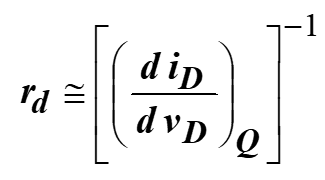 r_d ≅ [(d i_D / d v_D)_Q]^{-1}